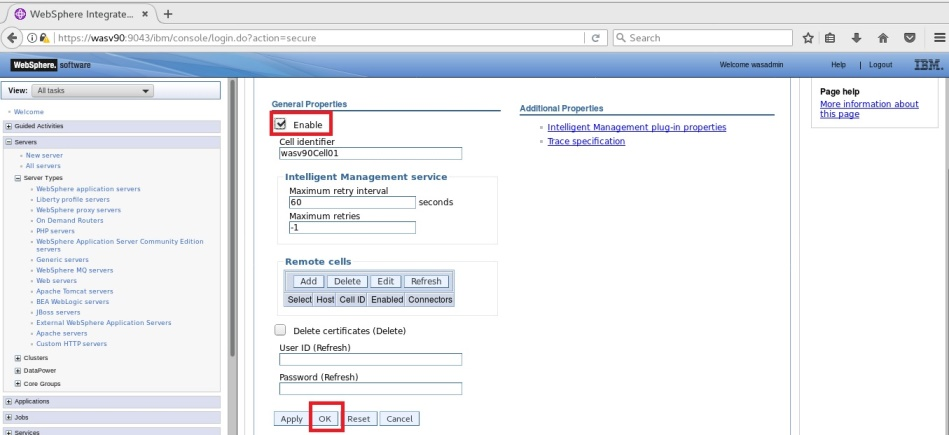 WebSphere Integrate...
https://wasv90:9043/ibm/console/login.do?action=secure
Search
WebSphere. software
Welcome wasadmin
Help | Logout
IBM.
View: All tasks
Welcome
Guided Activities
Servers
New server
All servers
Server Types
WebSphere application servers
Liberty profile servers
WebSphere proxy servers
On Demand Routers
PHP servers
WebSphere Application Server Community Edition
servers
Generic servers
WebSphere MQ servers
Web servers
Apache Tomcat servers
BEA WebLogic servers
JBoss servers
External WebSphere Application Servers
Apache servers
Custom HTTP servers
Clusters
DataPower
Core Groups
Applications
Jobs
Services
General Properties
Enable
Cell identifier
wasv90Cell01
Intelligent Management service
Maximum retry interval
60 seconds
Maximum retries
-1
Remote cells
Add Delete Edit Refresh
Select Host Cell ID Enabled Connectors
Delete certificates (Delete)
User ID (Refresh)
Password (Refresh)
Apply OK Reset Cancel
Additional Properties
Intelligent Management plug-in properties
Trace specification
Page help
More information about
this page